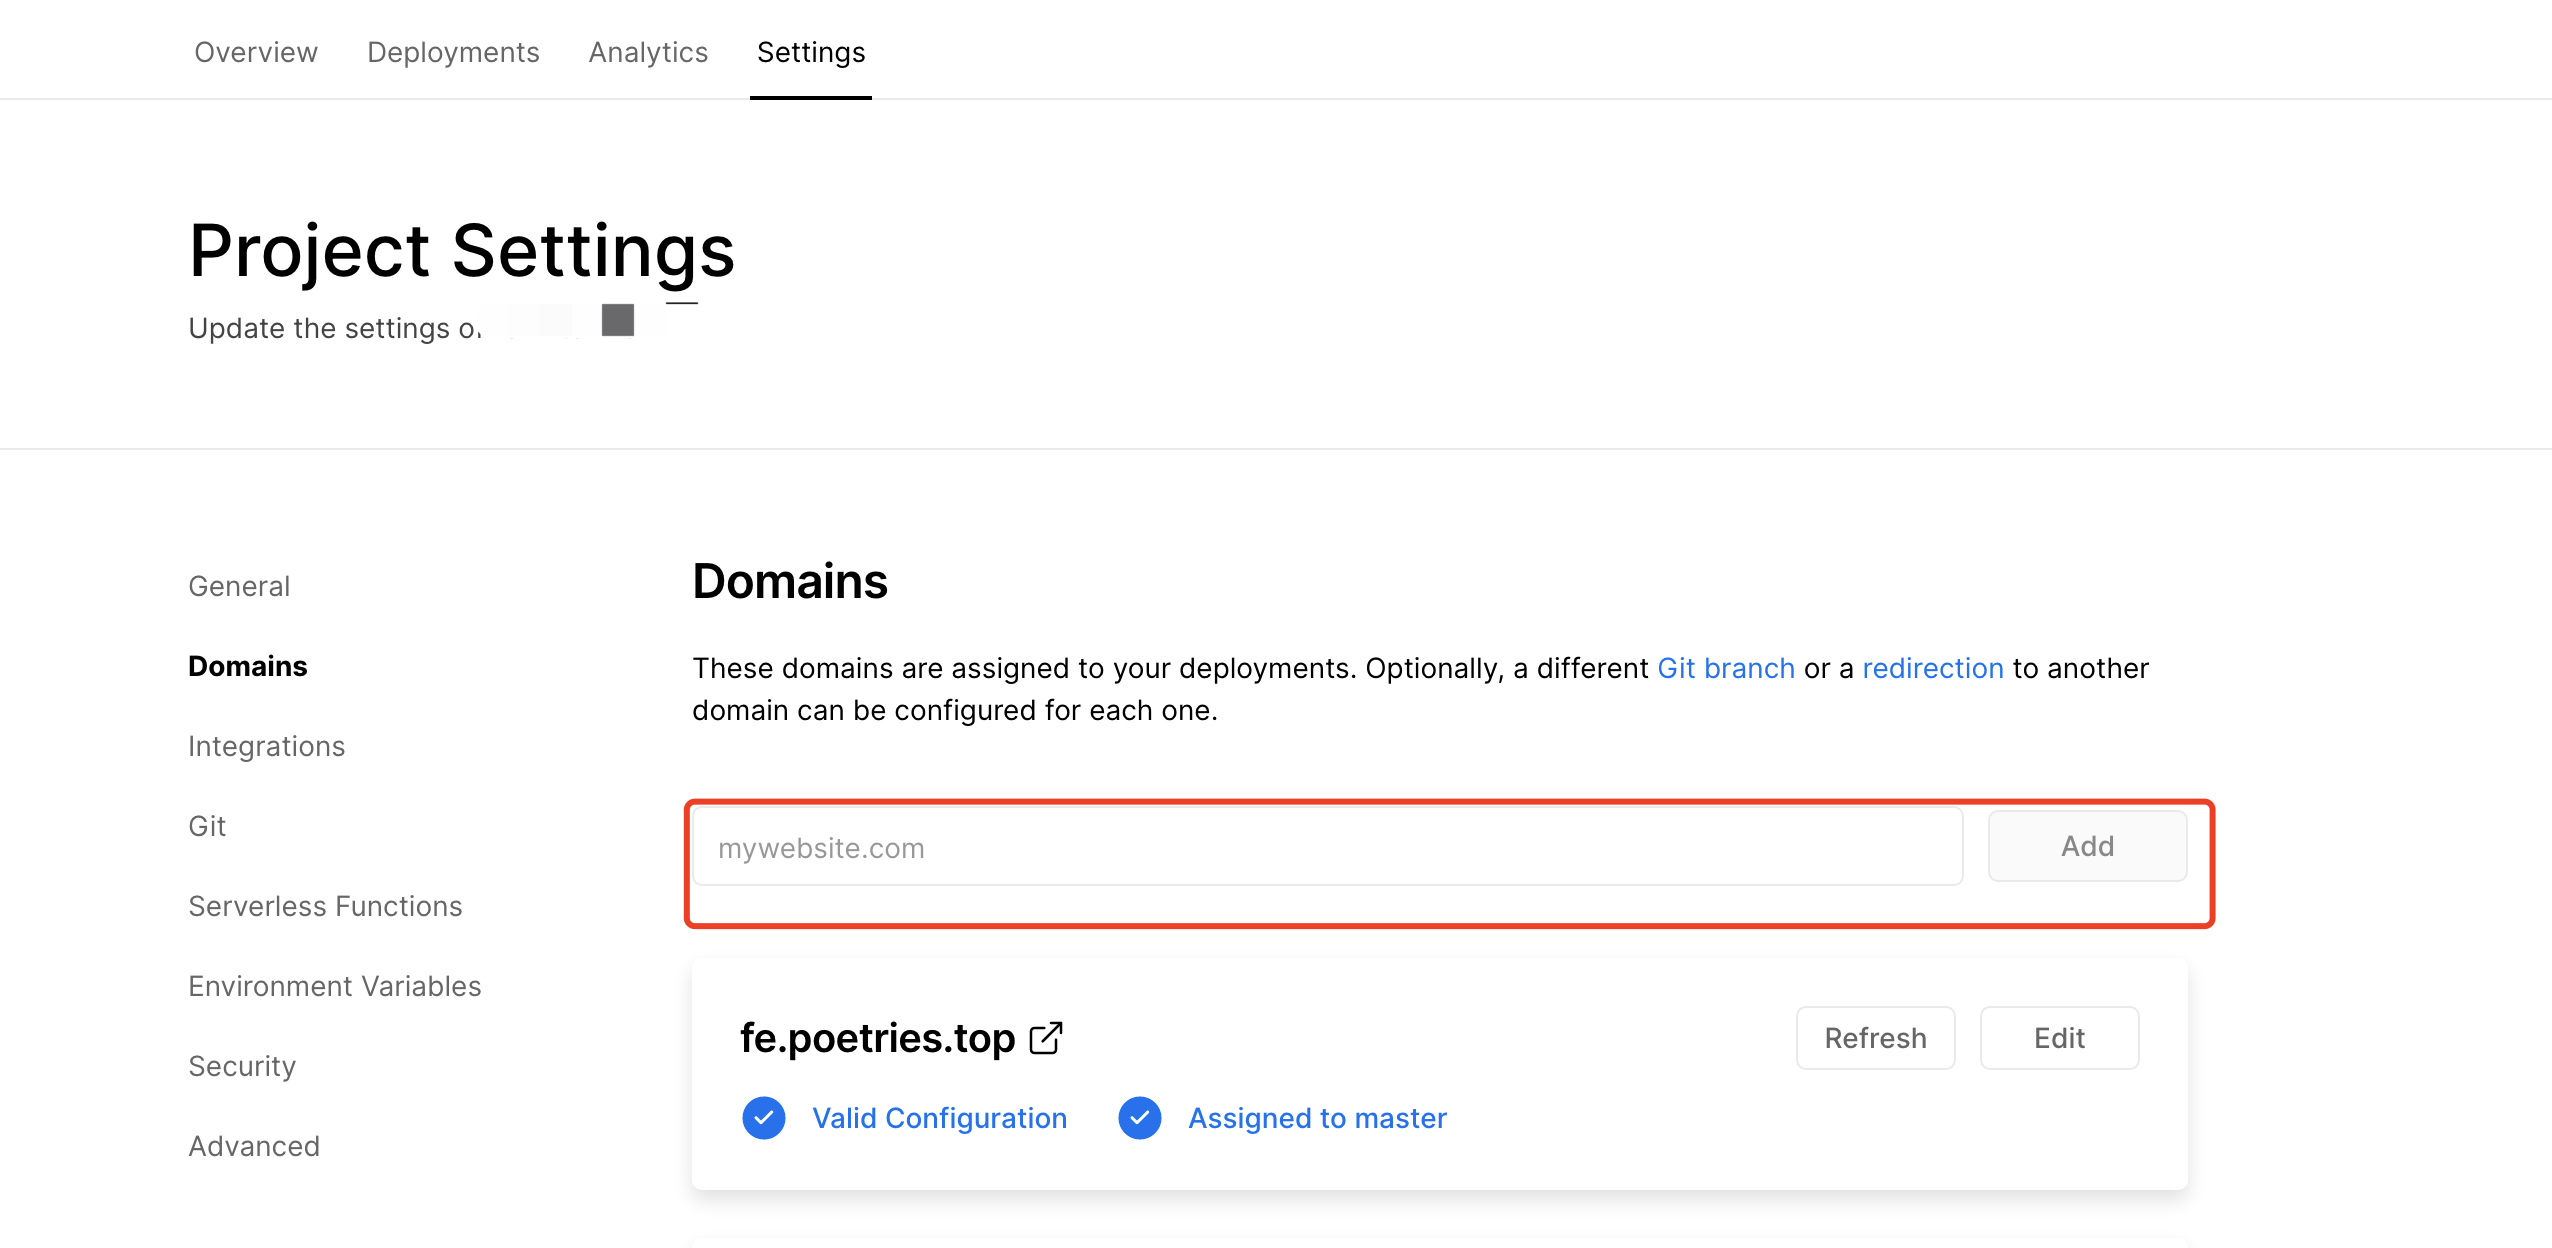 Overview Deployments Analytics Settings
Project Settings
Update the settings
General
Domains
Integrations
Git
Serverless Functions
Environment Variables
Security
Advanced
Domains
These domains are assigned to your deployments. Optionally, a different Git branch or a redirection to another
domain can be configured for each one.
mywebsite.com Add
fe.poetries.top Refresh Edit
Valid Configuration Assigned to master